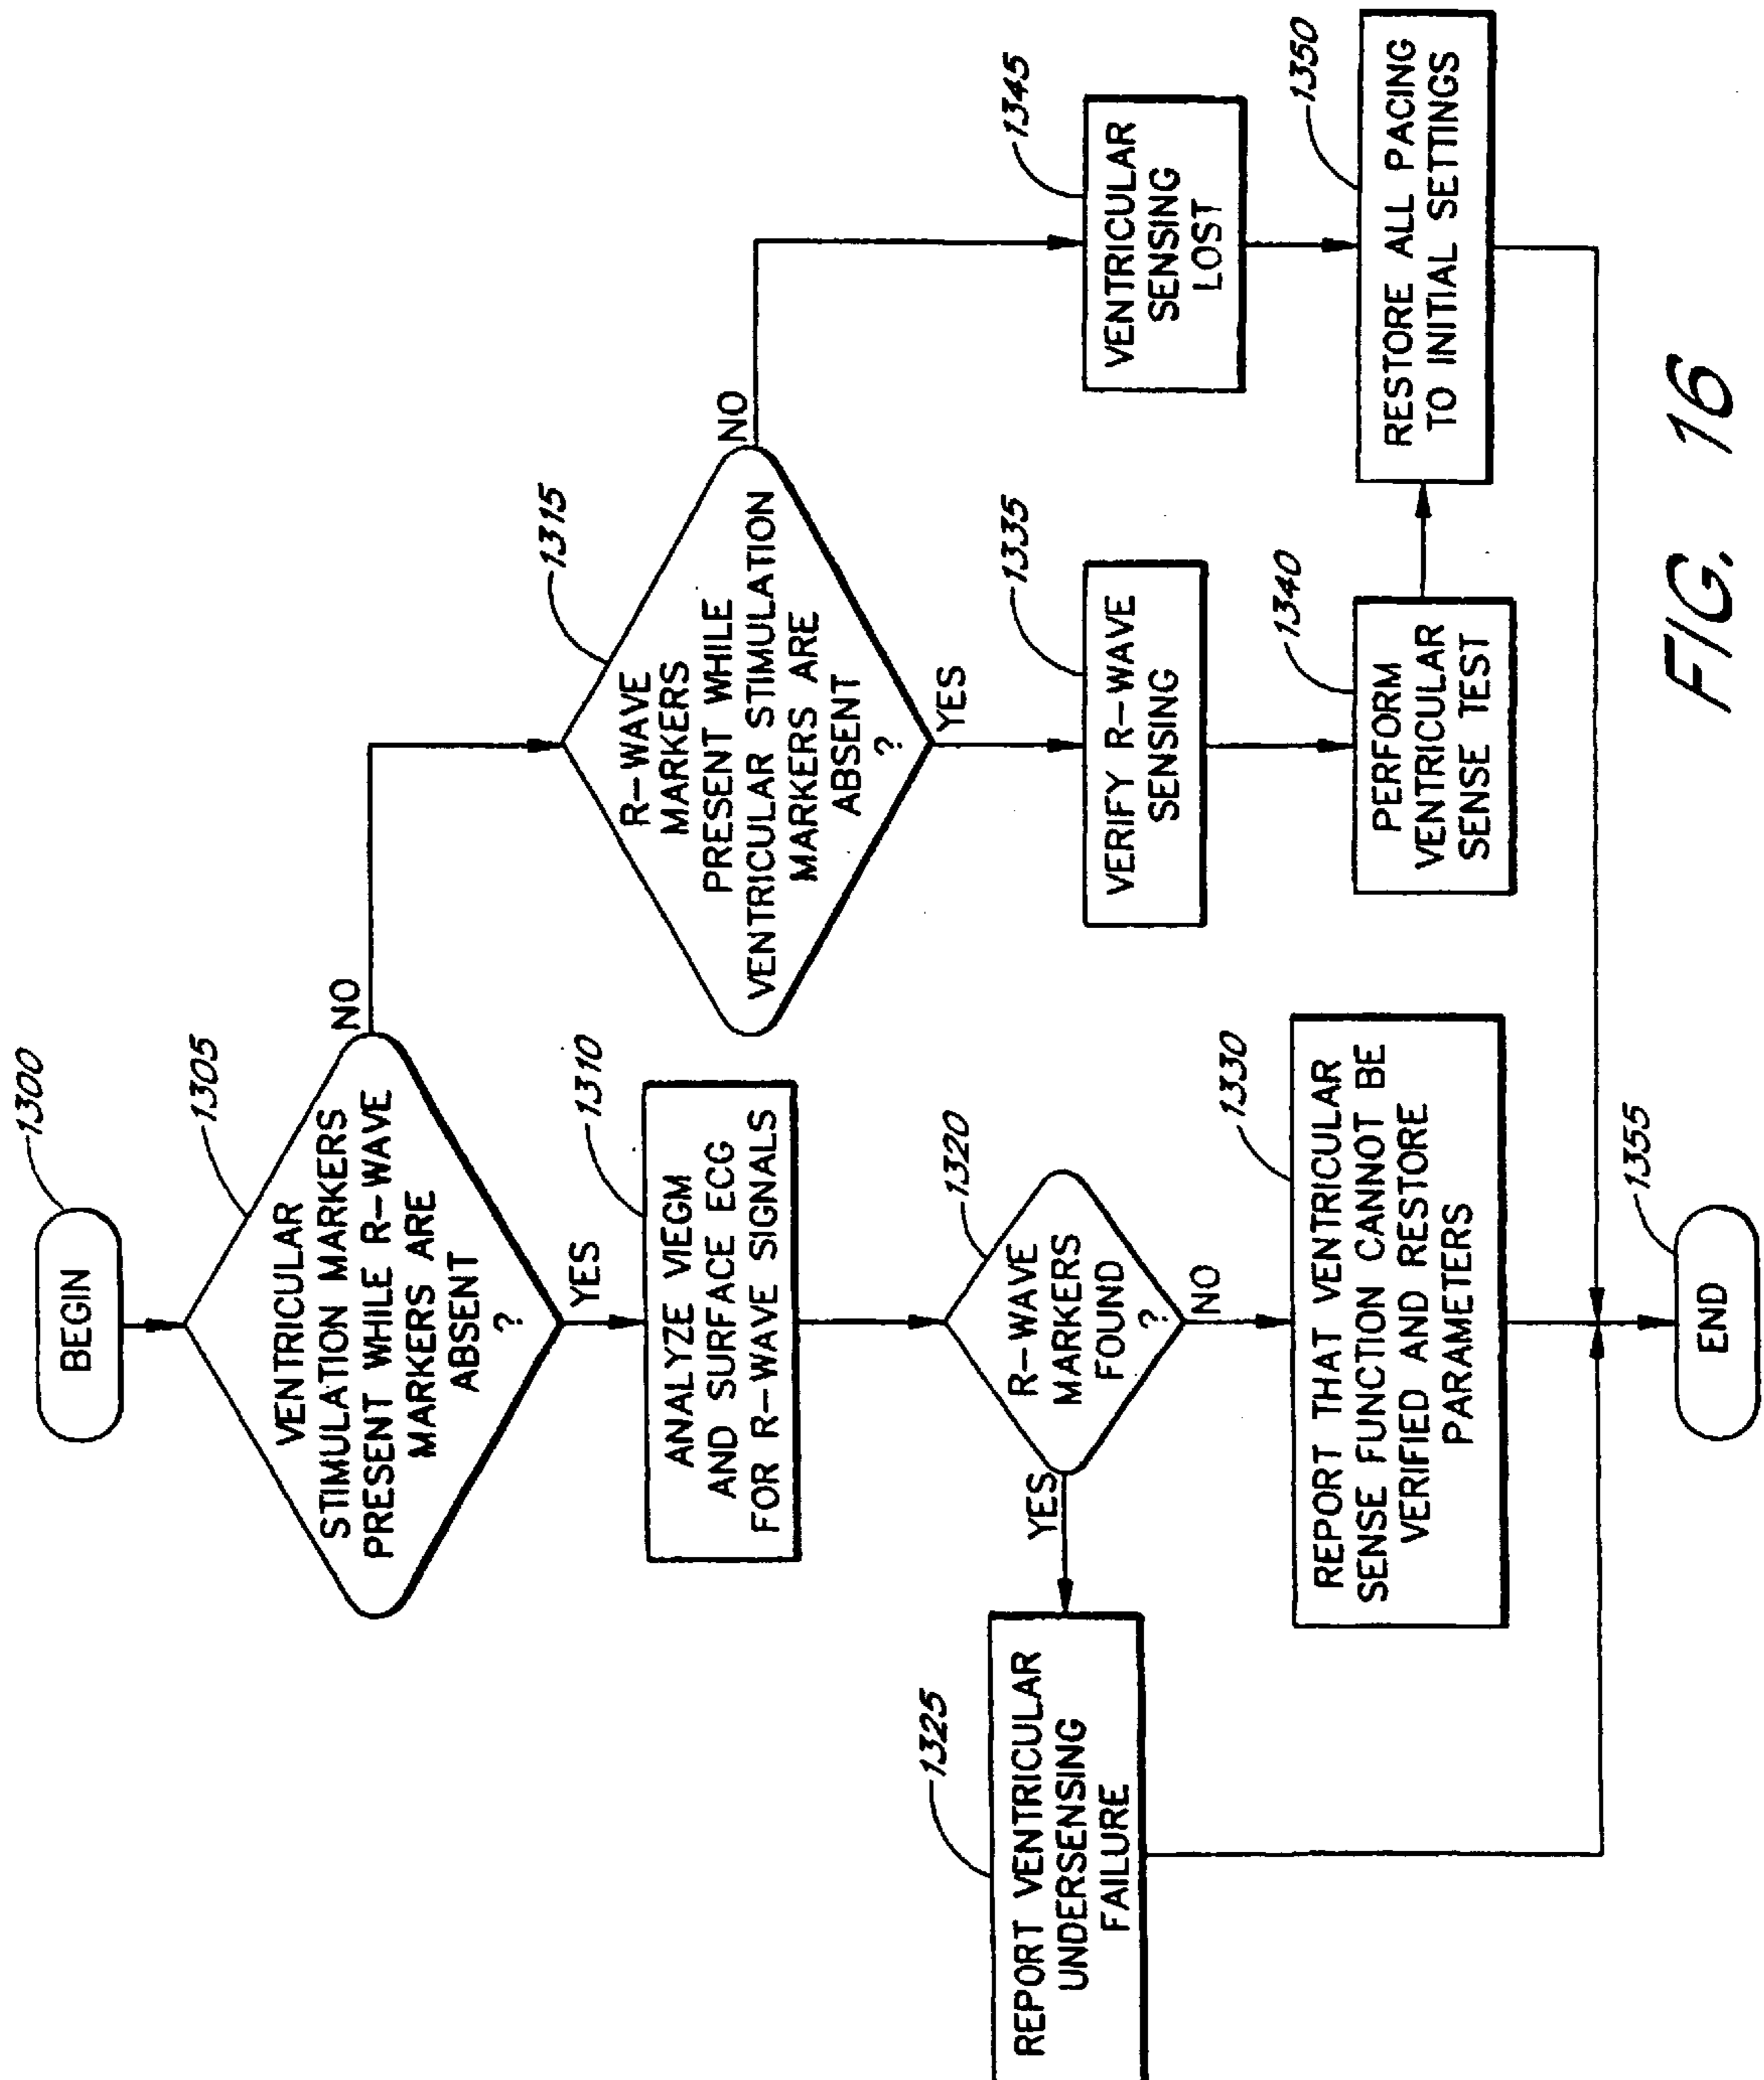 1300
BEGIN
1305
VENTRICULAR
STIMULATION MARKERS
PRESENT WHILE R-WAVE
MARKERS ARE
ABSENT
?
NO
YES
1310
ANALYZE VIEGM
AND SURFACE ECG
FOR R-WAVE SIGNALS
1315
R-WAVE
MARKERS
PRESENT WHILE
VENTRICULAR STIMULATION
MARKERS ARE
ABSENT
?
NO
YES
1320
R-WAVE
MARKERS
FOUND
?
YES
NO
1325
REPORT VENTRICULAR
UNDERSENSING
FAILURE
1330
REPORT THAT VENTRICULAR
SENSE FUNCTION CANNOT BE
VERIFIED AND RESTORE
PARAMETERS
1335
VERIFY R-WAVE
SENSING
1340
PERFORM
VENTRICULAR
SENSE TEST
1345
VENTRICULAR
SENSING
LOST
1350
RESTORE ALL PACING
TO INITIAL SETTINGS
1355
END
FIG. 16